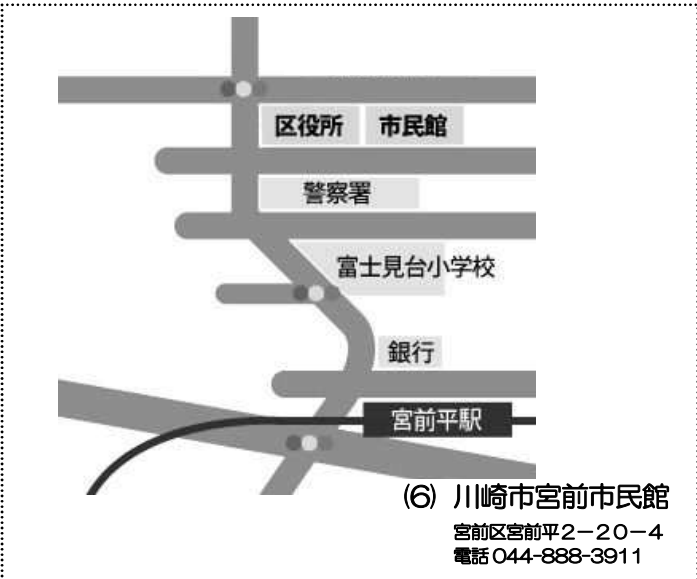 区役所 市民館
警察署
富士見台小学校
銀行
宮前平駅
(6) 川崎市宮前市民館
宮前区宮前平2-20-4
電話 044-888-3911